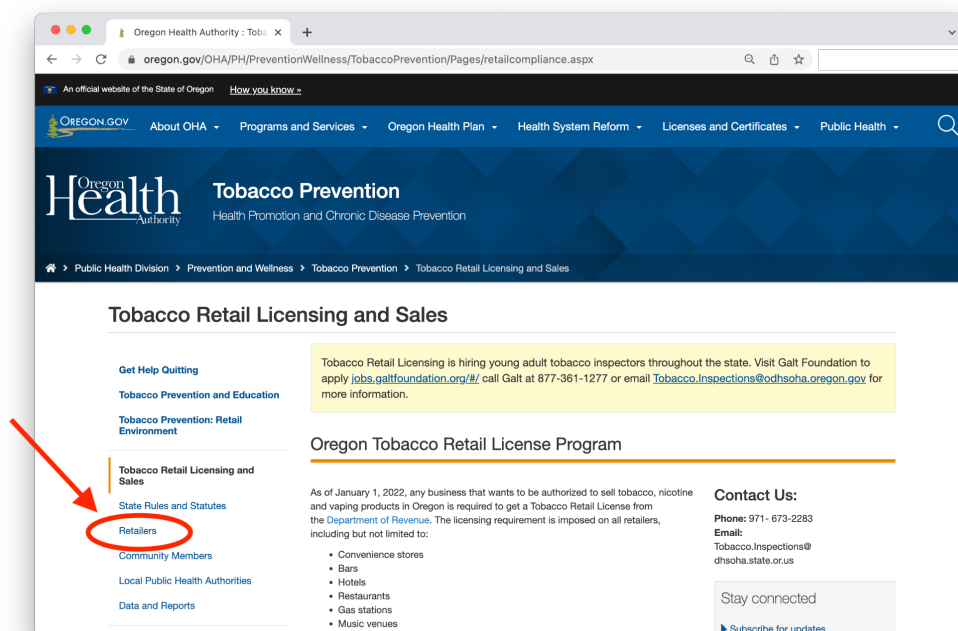 Oregon Health Authority : Toba
oregon.gov/OHA/PH/PreventionWellness/TobaccoPrevention/Pages/retailcompliance.aspx
An official website of the State of Oregon How you know »
OREGON.GOV About OHA Programs and Services Oregon Health Plan Health System Reform Licenses and Certificates Public Health
Oregon
Health
Authority
Tobacco Prevention
Health Promotion and Chronic Disease Prevention
Public Health Division > Prevention and Wellness > Tobacco Prevention > Tobacco Retail Licensing and Sales
Tobacco Retail Licensing and Sales
Get Help Quitting
Tobacco Prevention and Education
Tobacco Prevention: Retail
Environment
Tobacco Retail Licensing and
Sales
State Rules and Statutes
Retailers
Community Members
Local Public Health Authorities
Data and Reports
Tobacco Retail Licensing is hiring young adult tobacco inspectors throughout the state. Visit Galt Foundation to
apply jobs.galtfoundation.org/#/ call Galt at 877-361-1277 or email Tobacco.Inspections@odhsoha.oregon.gov for
more information.
Oregon Tobacco Retail License Program
As of January 1, 2022, any business that wants to be authorized to sell tobacco, nicotine
and vaping products in Oregon is required to get a Tobacco Retail License from
the Department of Revenue. The licensing requirement is imposed on all retailers,
including but not limited to:
• Convenience stores
• Bars
• Hotels
• Restaurants
• Gas stations
• Music venues
Contact Us:
Phone: 971- 673-2283
Email:
Tobacco.Inspections@
dhsoha.state.or.us
Stay connected
Subscribe for updates